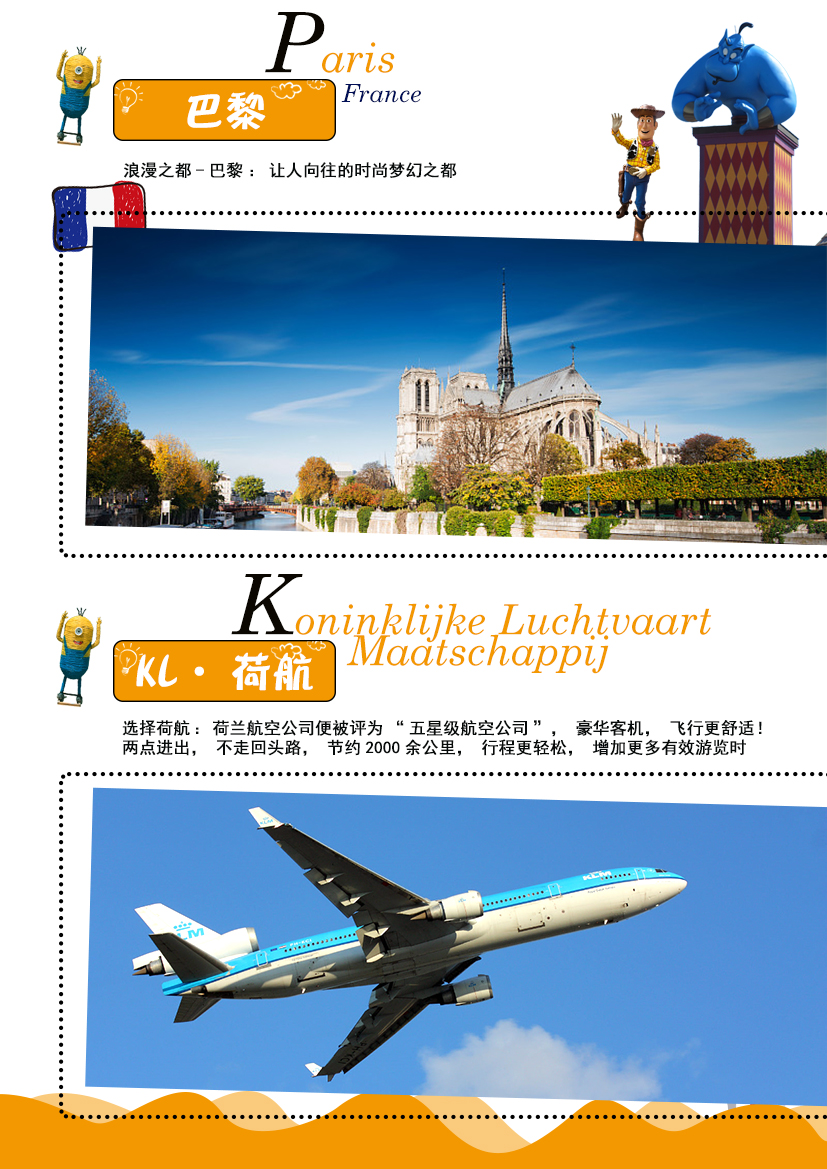 Paris
France
巴黎
浪漫之都 - 巴黎 : 让人向往的时尚梦幻之都
Koninklijke Luchtvaart
Maatschappij
KL · 荷航
选择荷航 : 荷兰航空公司便被评为 “ 五星级航空公司 ” ， 豪华客机， 飞行更舒适 !
两点进出， 不走回头路， 节约 2000 余公里， 行程更轻松， 增加更多有效游览时
KLM
KLM